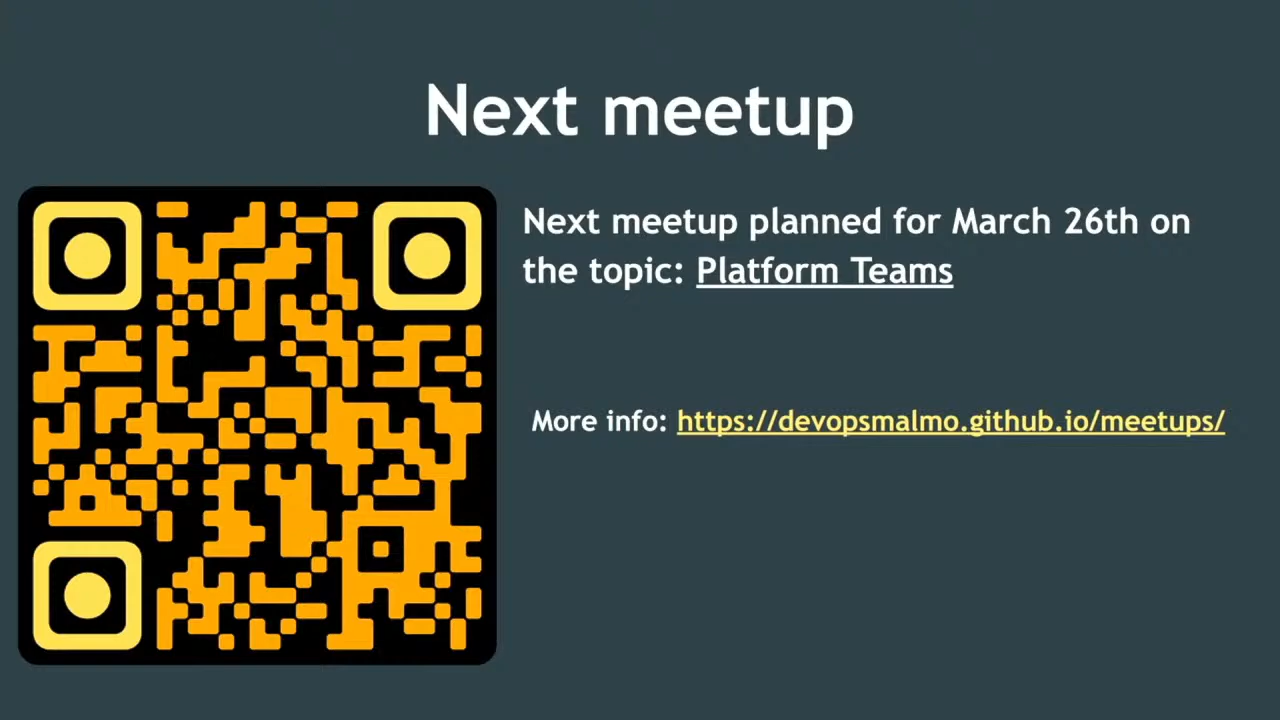 Next meetup
Next meetup planned for March 26th on
the topic: Platform Teams
More info: https://devopsmalmo.github.io/meetups/